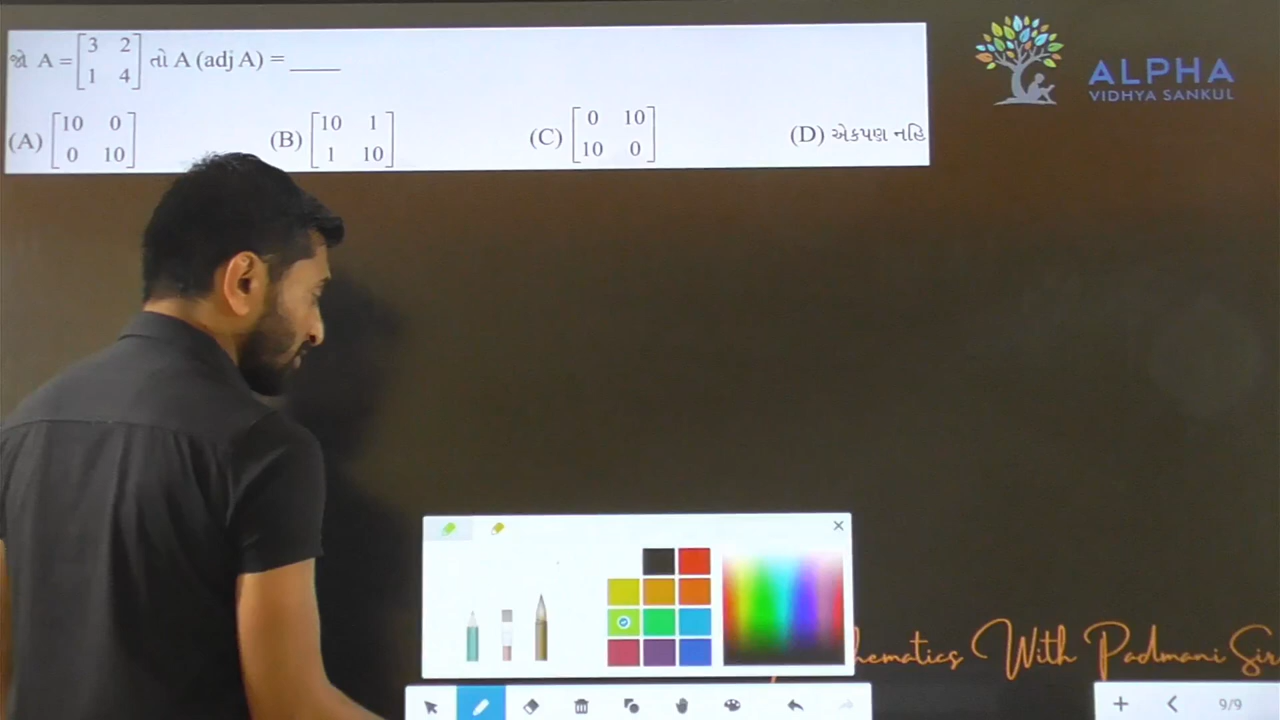 જો A = [3 2 1 4] તો A (adj A) = ____
(A) [10 0 0 10] (B) [10 1 1 10] (C) [0 10 10 0] (D) એકપણ નહિ
ALPHA
VIDHYA SANKUL
hematics With Padmani Sir
9/9